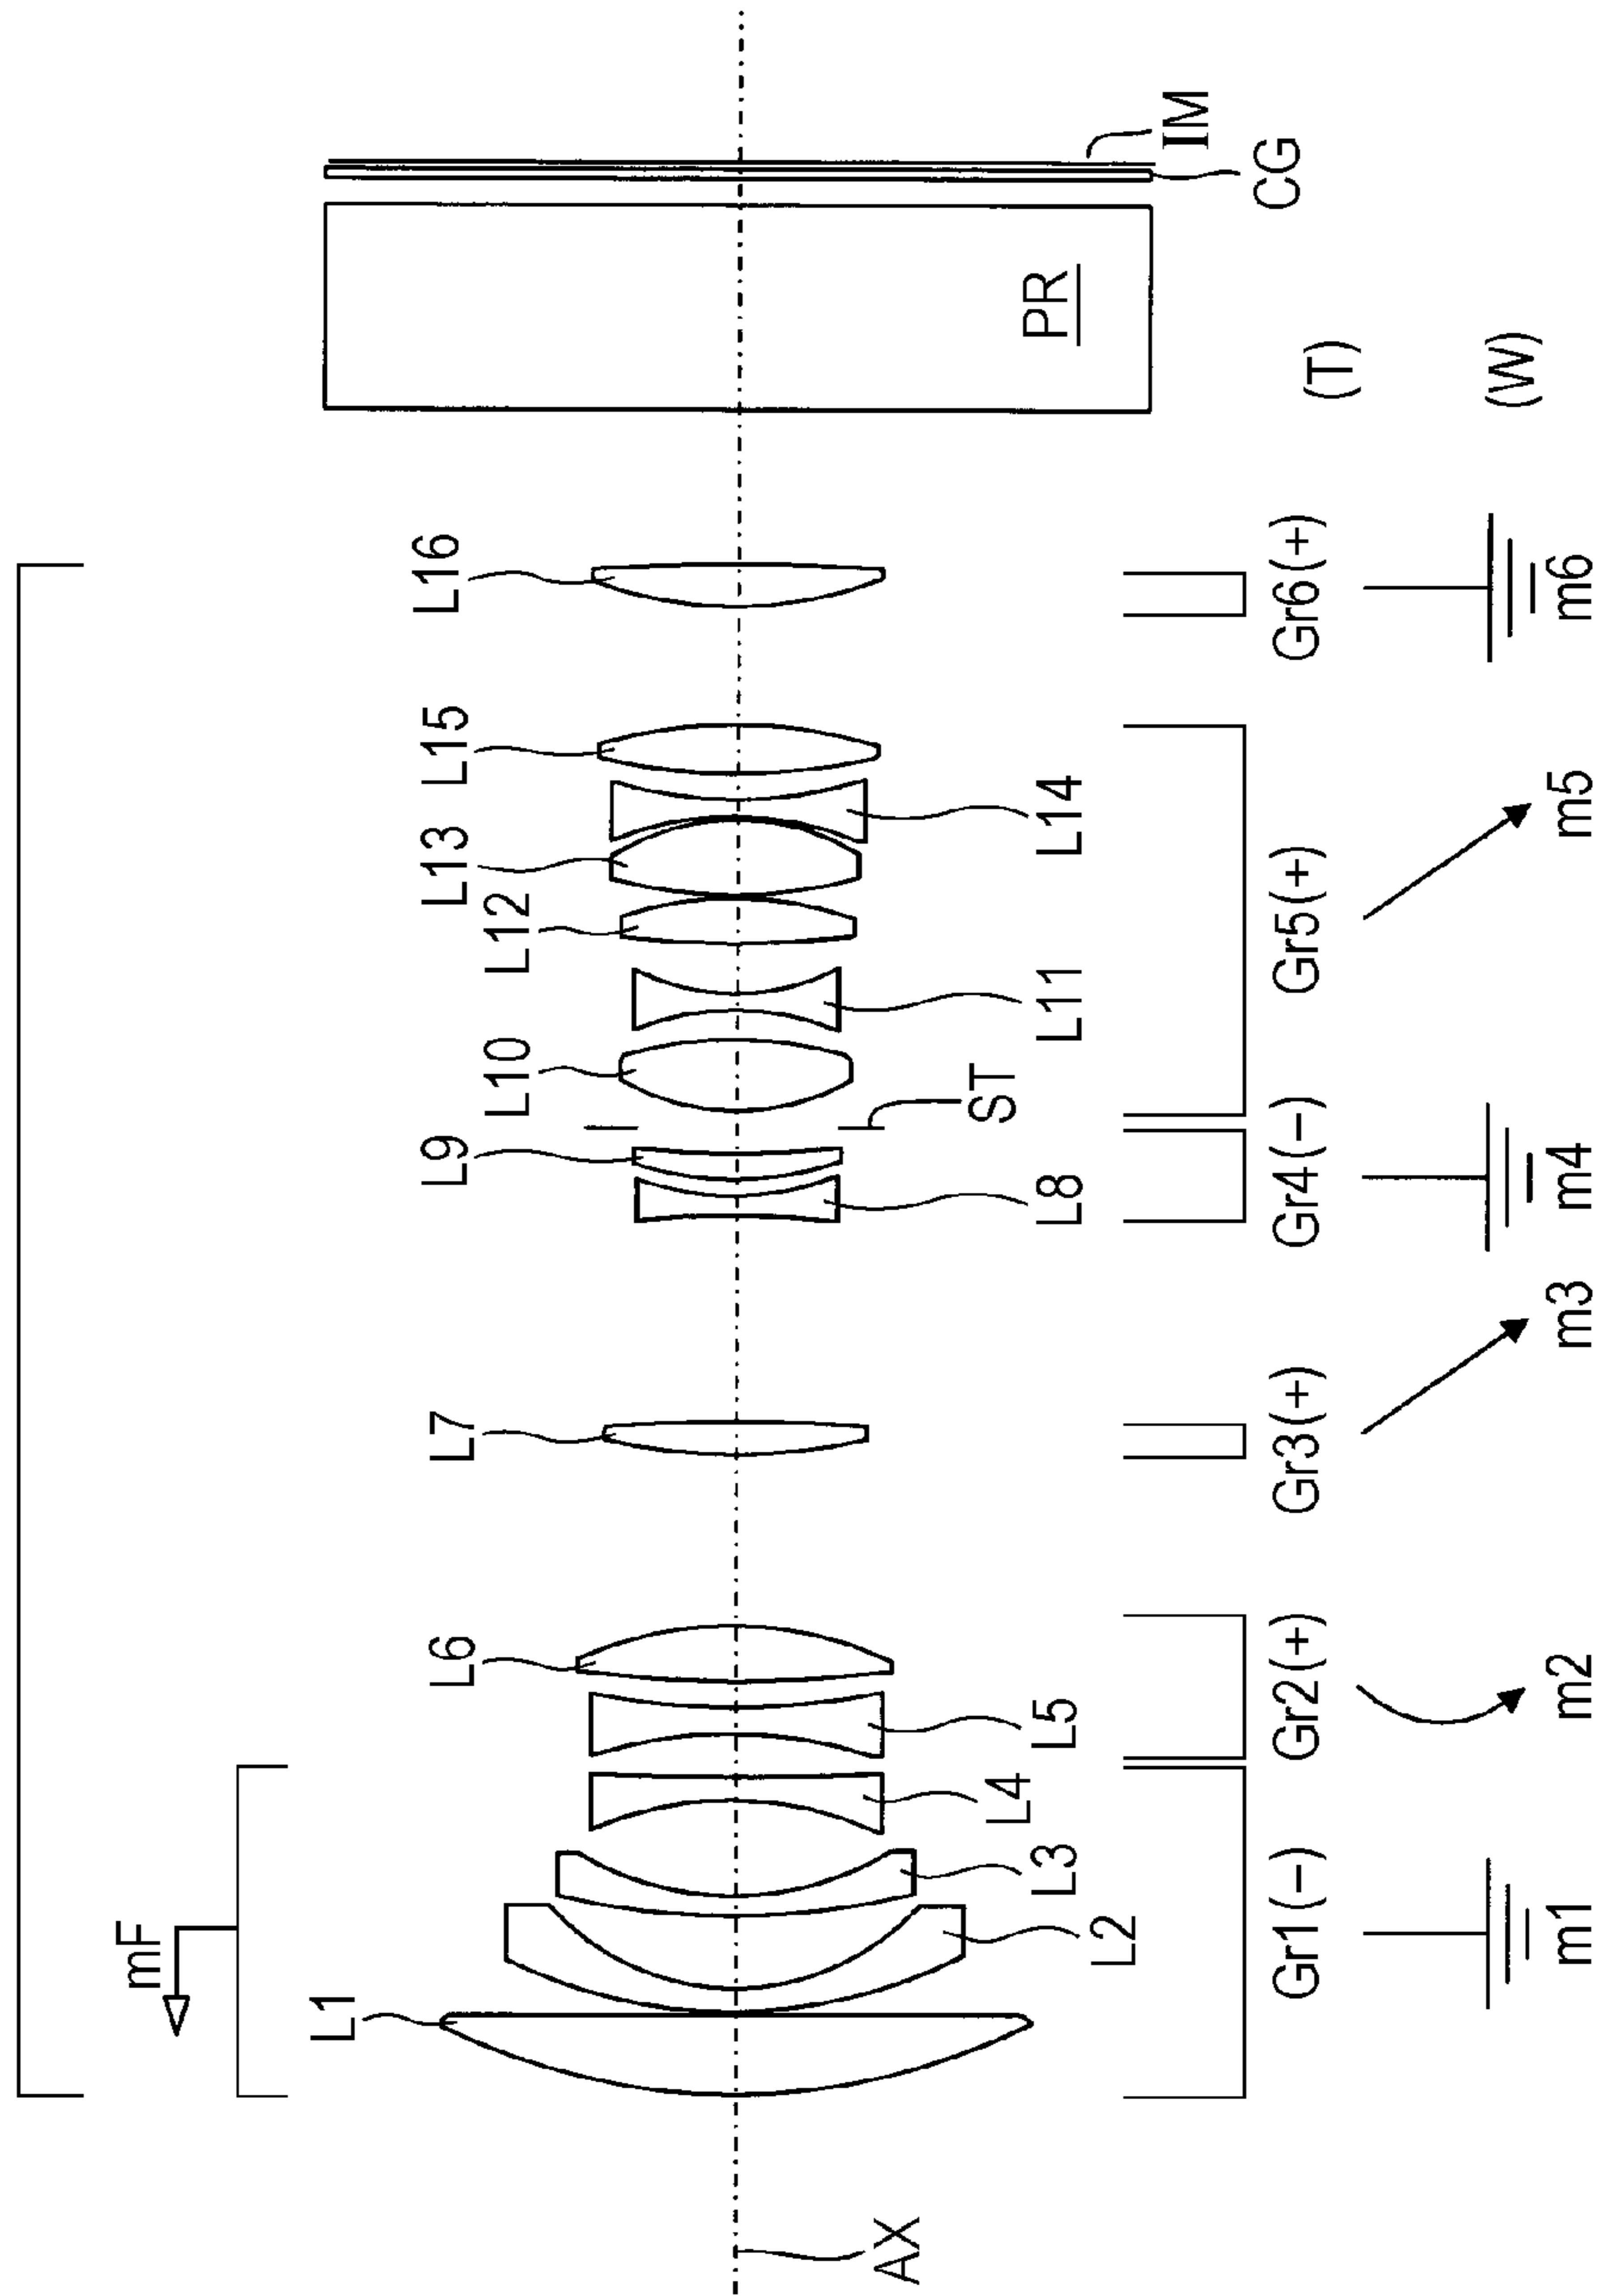 mF
L1
L6
L7
L9
L10
L12
L13
L15
L16
AX
L2
L3
L4
L5
L8
ST
L11
L14
PR
CG
IM
Gr1(−)
Gr2(+)
Gr3(+)
Gr4(−)
Gr5(+)
Gr6(+)
(T)
(W)
m1
m2
m3
m4
m5
m6